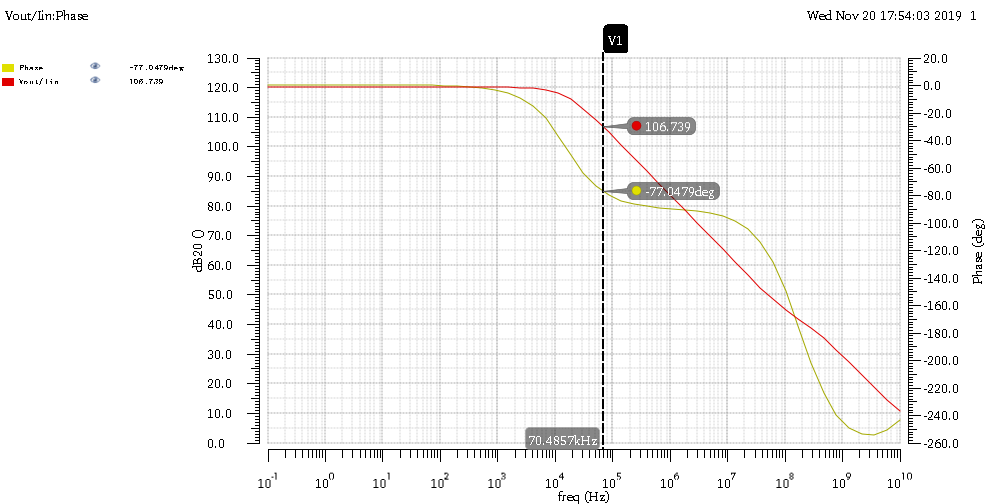 Vout/Iin:Phase
Wed Nov 20 17:54:03 2019 1
Phase -77.0479deg
Vout/Iin 106.739
V1
130.0
120.0
110.0
100.0
90.0
80.0
70.0
60.0
50.0
40.0
30.0
20.0
10.0
0.0
dB20 ()
106.739
-77.0479deg
70.4857kHz
20.0
0.0
-20.0
-40.0
-60.0
-80.0
-100.0
-120.0
-140.0
-160.0
-180.0
-200.0
-220.0
-240.0
-260.0
Phase (deg)
10-1 100 101 102 103 104 105 106 107 108 109 1010
freq (Hz)